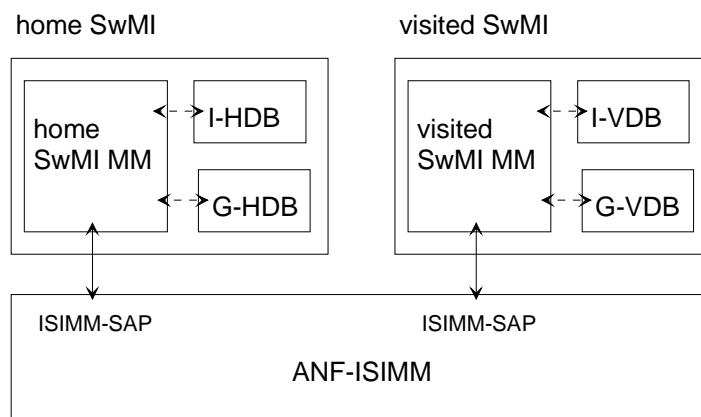 home SwMI
visited SwMI
home
SwMI MM
I-HDB
G-HDB
visited
SwMI MM
I-VDB
G-VDB
ISIMM-SAP
ISIMM-SAP
ANF-ISIMM